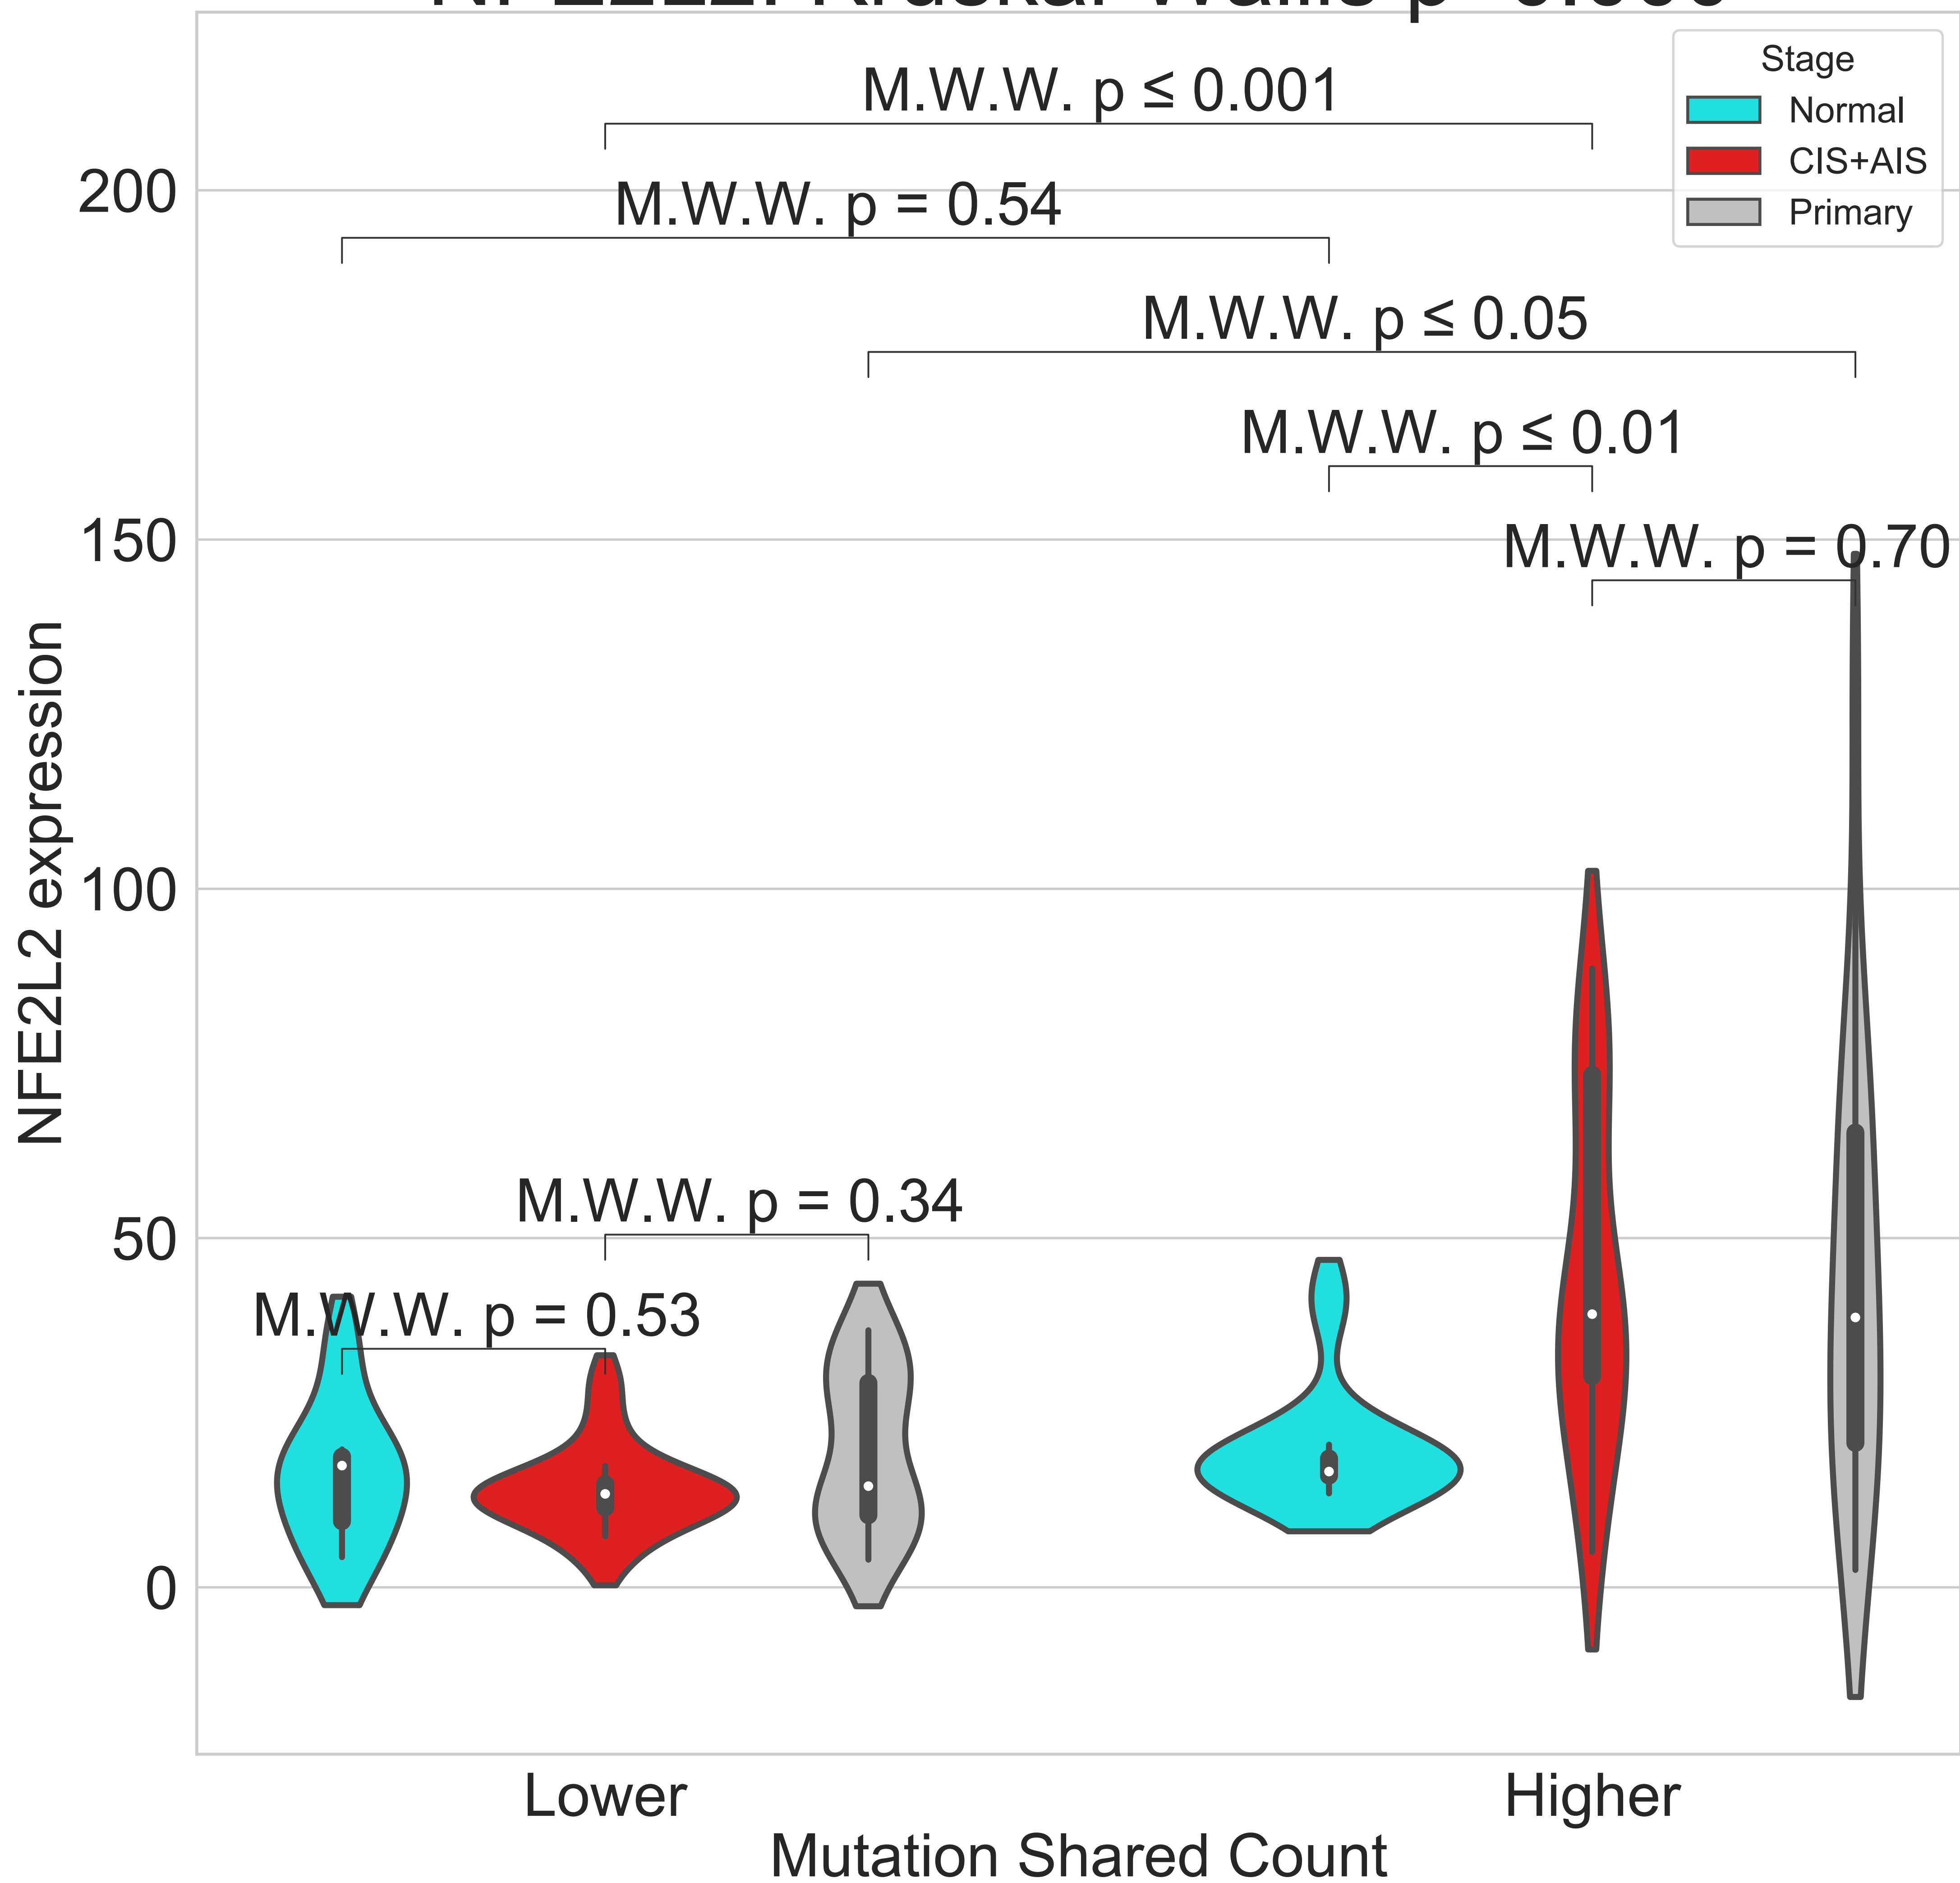 M.W.W. p ≤ 0.001
Stage
Normal
CIS+AIS
Primary
200
M.W.W. p = 0.54
M.W.W. p ≤ 0.05
M.W.W. p ≤ 0.01
150
M.W.W. p = 0.70
NFE2L2 expression
100
M.W.W. p = 0.34
50
M.W.W. p = 0.53
0
Lower
Higher
Mutation Shared Count